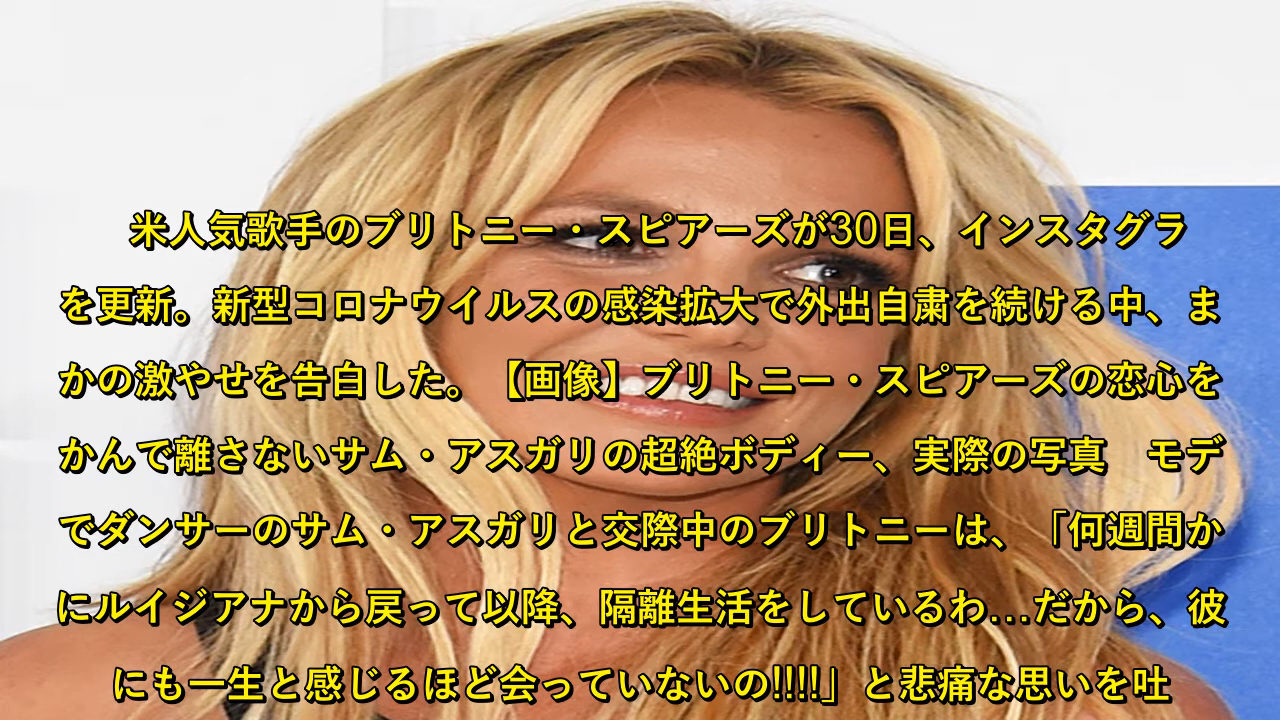 米人気歌手のブリトニー・スピアーズが30日、インスタグラ
を更新。新型コロナウイルスの感染拡大で外出自粛を続ける中、ま
かの激やせを告白した。【画像】ブリトニー・スピアーズの恋心を
かんで離さないサム・アスガリの超絶ボディー、実際の写真　モデ
でダンサーのサム・アスガリと交際中のブリトニーは、「何週間か
にルイジアナから戻って以降、隔離生活をしているわ…だから、彼
にも一生と感じるほど会っていないの!!!!」と悲痛な思いを吐